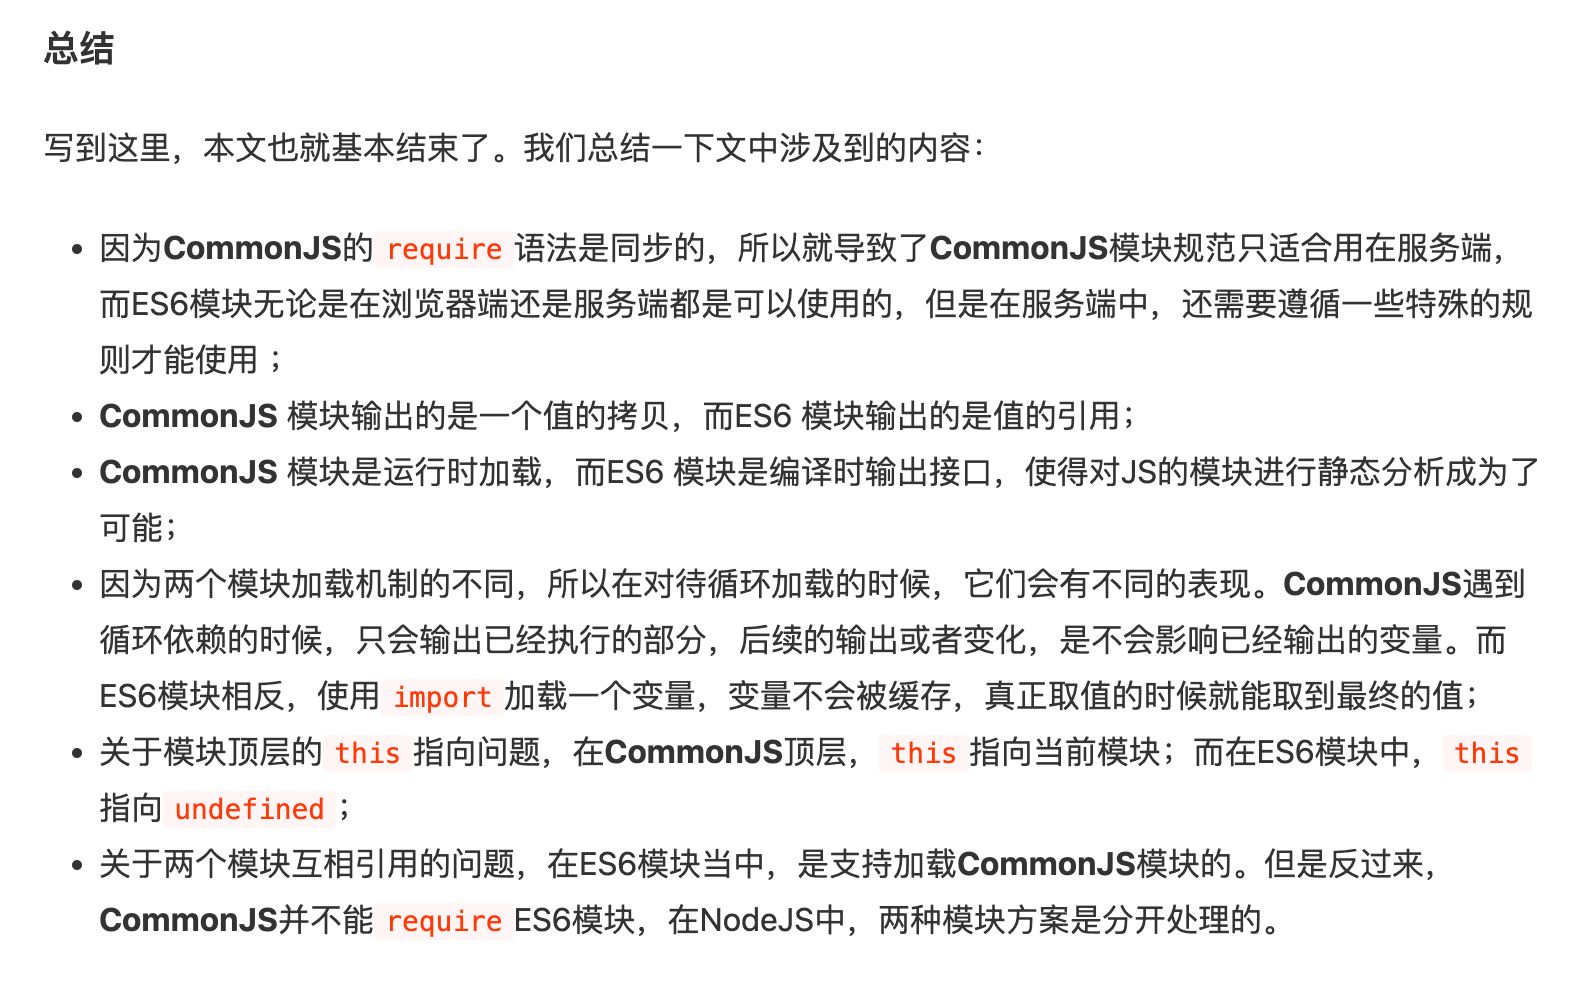 总结
写到这里，本文也就基本结束了。我们总结一下文中涉及到的内容：
• 因为CommonJS的 require 语法是同步的，所以就导致了CommonJS模块规范只适合用在服务端，
而ES6模块无论是在浏览器端还是服务端都是可以使用的，但是在服务端中，还需要遵循一些特殊的规
则才能使用 ；
• CommonJS 模块输出的是一个值的拷贝，而ES6 模块输出的是值的引用；
• CommonJS 模块是运行时加载，而ES6 模块是编译时输出接口，使得对JS的模块进行静态分析成为了
可能；
• 因为两个模块加载机制的不同，所以在对待循环加载的时候，它们会有不同的表现。CommonJS遇到
循环依赖的时候，只会输出已经执行的部分，后续的输出或者变化，是不会影响已经输出的变量。而
ES6模块相反，使用 import 加载一个变量，变量不会被缓存，真正取值的时候就能取到最终的值；
• 关于模块顶层的 this 指向问题，在CommonJS顶层， this 指向当前模块；而在ES6模块中， this
指向 undefined ；
• 关于两个模块互相引用的问题，在ES6模块当中，是支持加载CommonJS模块的。但是反过来，
CommonJS并不能 require ES6模块，在NodeJS中，两种模块方案是分开处理的。